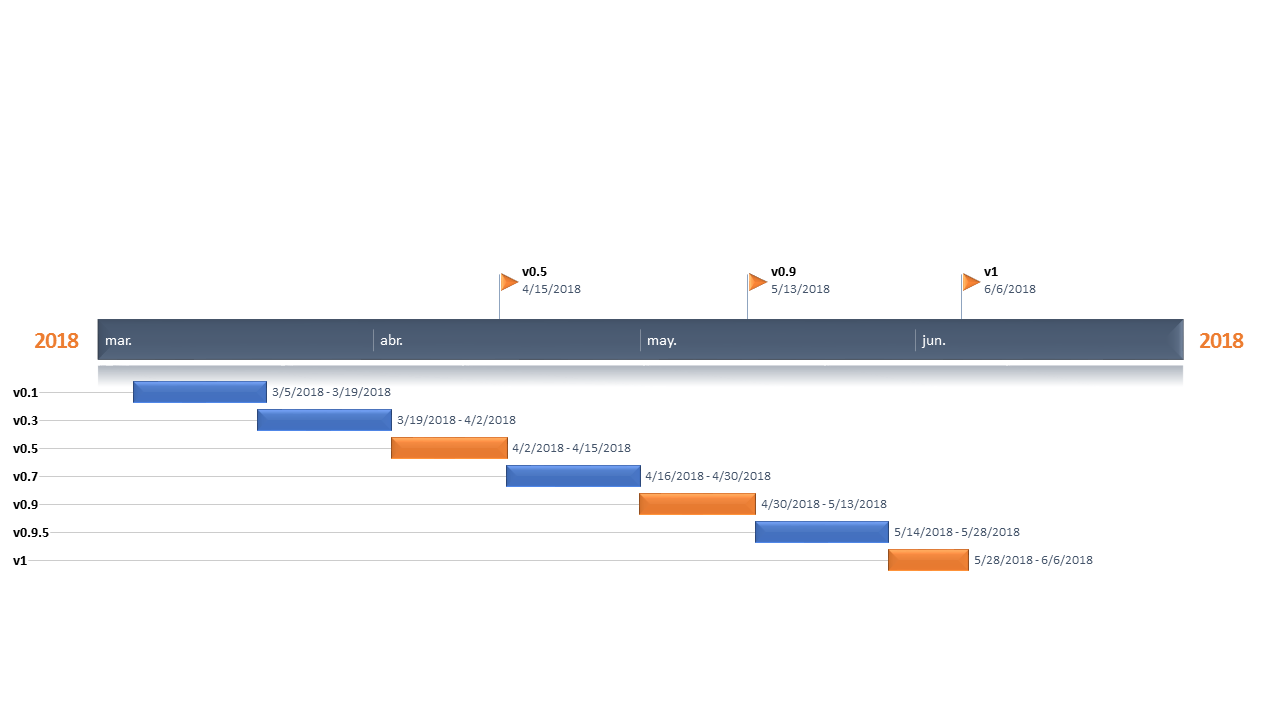 v0.5
4/15/2018
v0.9
5/13/2018
v1
6/6/2018
2018 mar. abr. may. jun. 2018
v0.1 3/5/2018 - 3/19/2018
v0.3 3/19/2018 - 4/2/2018
v0.5 4/2/2018 - 4/15/2018
v0.7 4/16/2018 - 4/30/2018
v0.9 4/30/2018 - 5/13/2018
v0.9.5 5/14/2018 - 5/28/2018
v1 5/28/2018 - 6/6/2018